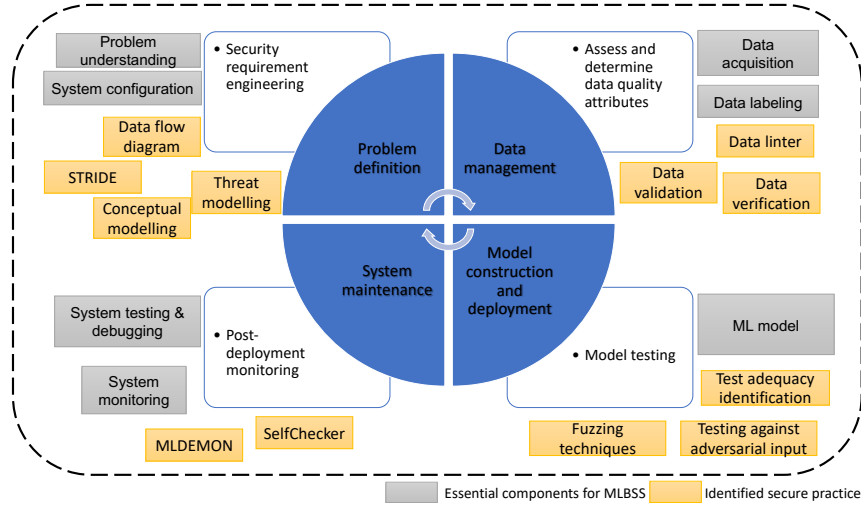 Problem
understanding
System configuration
• Security
requirement
engineering
Data flow
diagram
STRIDE
Threat
modelling
Conceptual
modelling
Problem
definition
• Assess and
determine
data quality
attributes
Data
acquisition
Data labeling
Data linter
Data
validation
Data
verification
Data
management
System
maintenance
System testing &
debugging
• Post-
deployment
monitoring
System
monitoring
SelfChecker
MLDEMON
Model
construction
and
deployment
• Model testing
ML model
Test adequacy
identification
Fuzzing
techniques
Testing against
adversarial input
Essential components for MLBSS
Identified secure practice